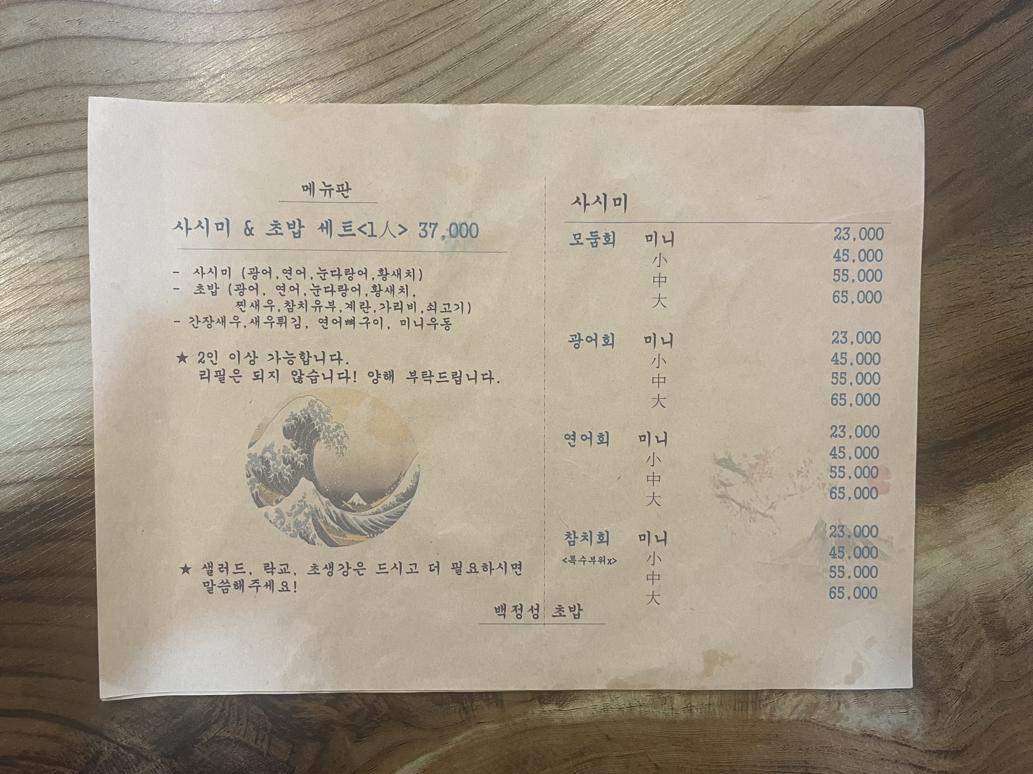 메뉴판
사시미 & 초밥 세트<1人> 37,000
- 사시미 (광어,연어,눈다랑어,황새치)
- 초밥 (광어, 연어,눈다랑어,황새치,
찐새우,참치유부,계란,가리비,쇠고기)
- 간장새우,새우튀김, 연어뼈구이, 미니우동
★ 2인 이상 가능합니다.
리필은 되지 않습니다! 양해 부탁드립니다.
★ 샐러드, 락교, 초생강은 드시고 더 필요하시면
말씀해주세요!
사시미
모둠회 미니 23,000
小 45,000
中 55,000
大 65,000
광어회 미니 23,000
小 45,000
中 55,000
大 65,000
연어회 미니 23,000
小 45,000
中 55,000
大 65,000
참치회 미니 23,000
<특수부위x> 小 45,000
中 55,000
大 65,000
백정성 초밥